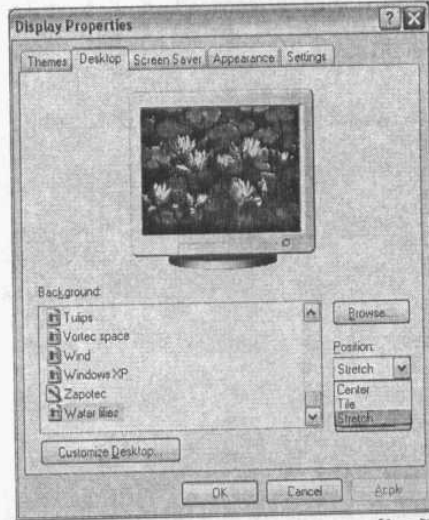 Display Properties
Themes Desktop Screen Saver Appearance Settings
Background:
Tulips
Vortec space
Wind
Windows XP
Zapotec
Water lilies
Browse...
Position:
Stretch
Center
Tile
Stretch
Customize Desktop...
OK Cancel Apply